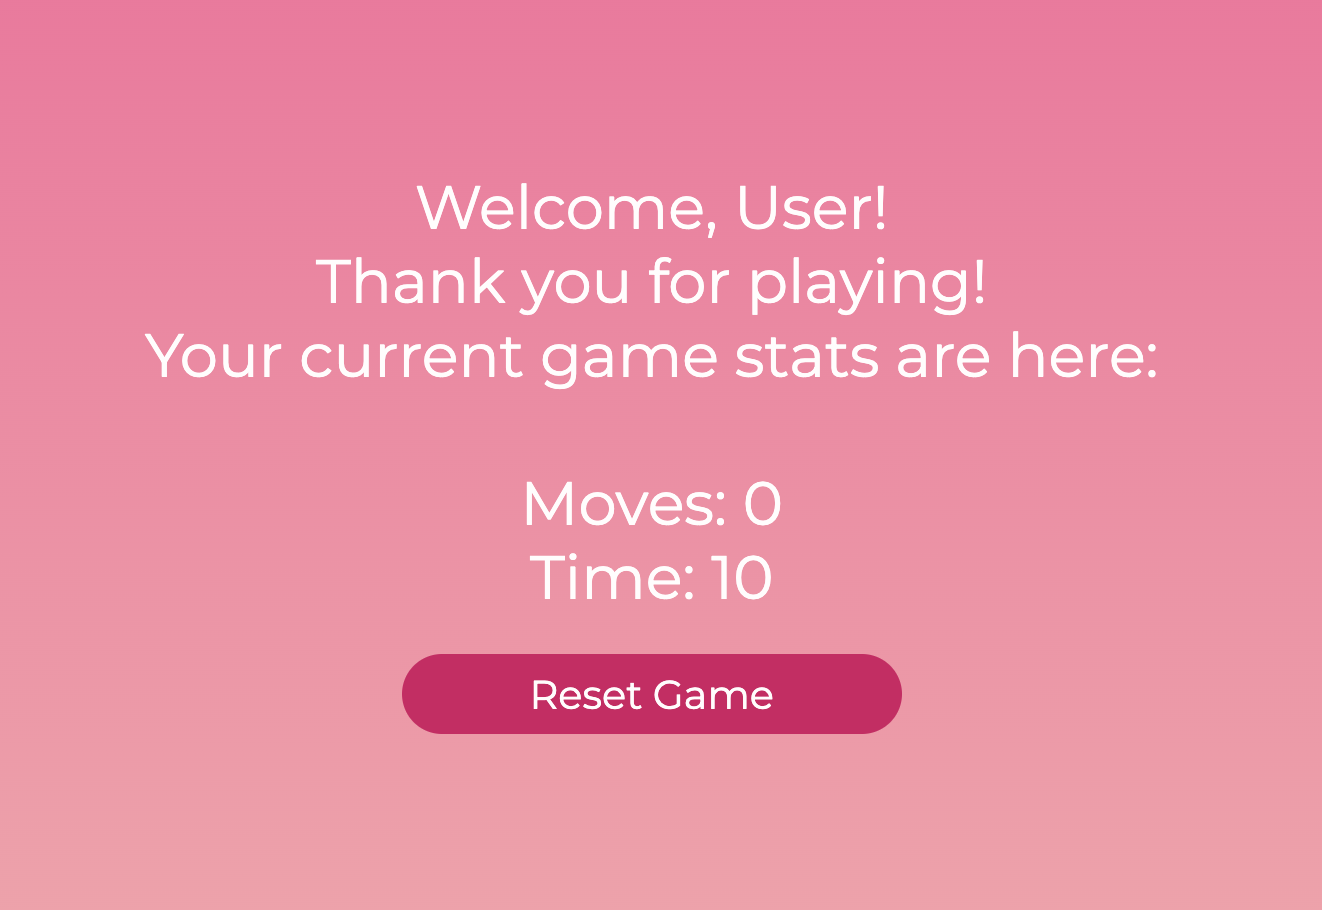 Welcome, User!
Thank you for playing!
Your current game stats are here:
Moves: 0
Time: 10
Reset Game